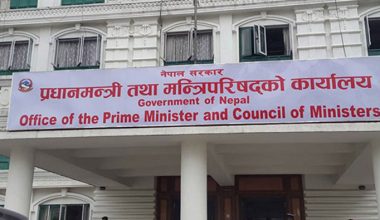 नेपाल सरकार
प्रधानमन्त्री तथा मन्त्रिपरिषद्को कार्यालय
Government of Nepal
Office of the Prime Minister and Council of Ministers